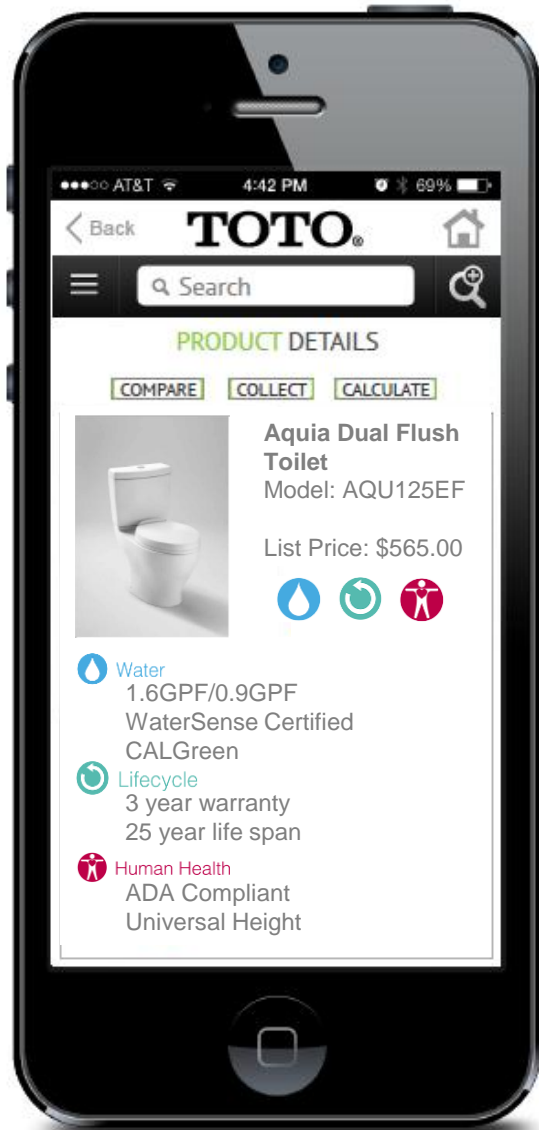 AT&T 4:42 PM 69%
Back TOTO®
Search
PRODUCT DETAILS
COMPARE COLLECT CALCULATE
Aquia Dual Flush
Toilet
Model: AQU125EF
List Price: $565.00
Water
1.6GPF/0.9GPF
WaterSense Certified
CALGreen
Lifecycle
3 year warranty
25 year life span
Human Health
ADA Compliant
Universal Height